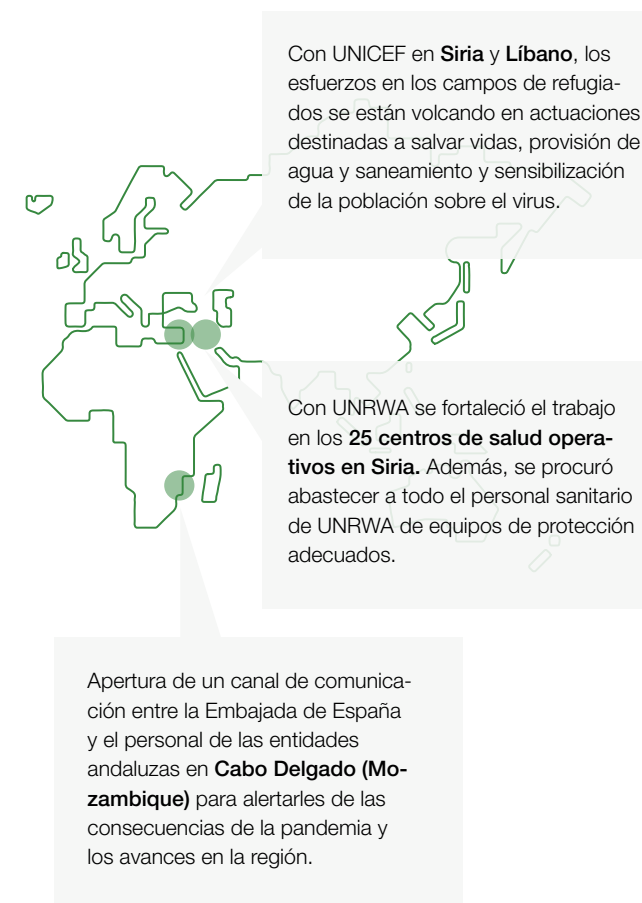 Con UNICEF en Siria y Líbano, los
esfuerzos en los campos de refugia-
dos se están volcando en actuaciones
destinadas a salvar vidas, provisión de
agua y saneamiento y sensibilización
de la población sobre el virus.
Con UNRWA se fortaleció el trabajo
en los 25 centros de salud opera-
tivos en Siria. Además, se procuró
abastecer a todo el personal sanitario
de UNRWA de equipos de protección
adecuados.
Apertura de un canal de comunica-
ción entre la Embajada de España
y el personal de las entidades
andaluzas en Cabo Delgado (Mo-
zambique) para alertarles de las
consecuencias de la pandemia y
los avances en la región.